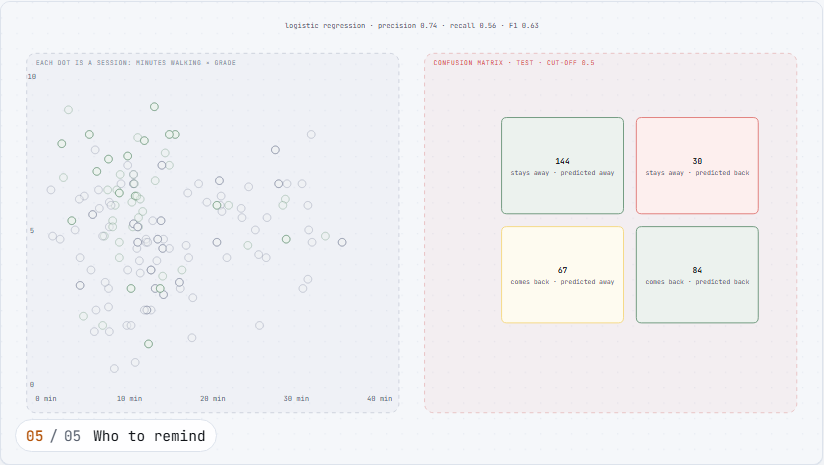 logistic regression · precision 0.74 · recall 0.56 · F1 0.63
EACH DOT IS A SESSION: MINUTES WALKING × GRADE
10
5
0
0 min 10 min 20 min 30 min 40 min
CONFUSION MATRIX · TEST · CUT-OFF 0.5
144
stays away · predicted away
30
stays away · predicted back
67
comes back · predicted away
84
comes back · predicted back
05 / 05 Who to remind